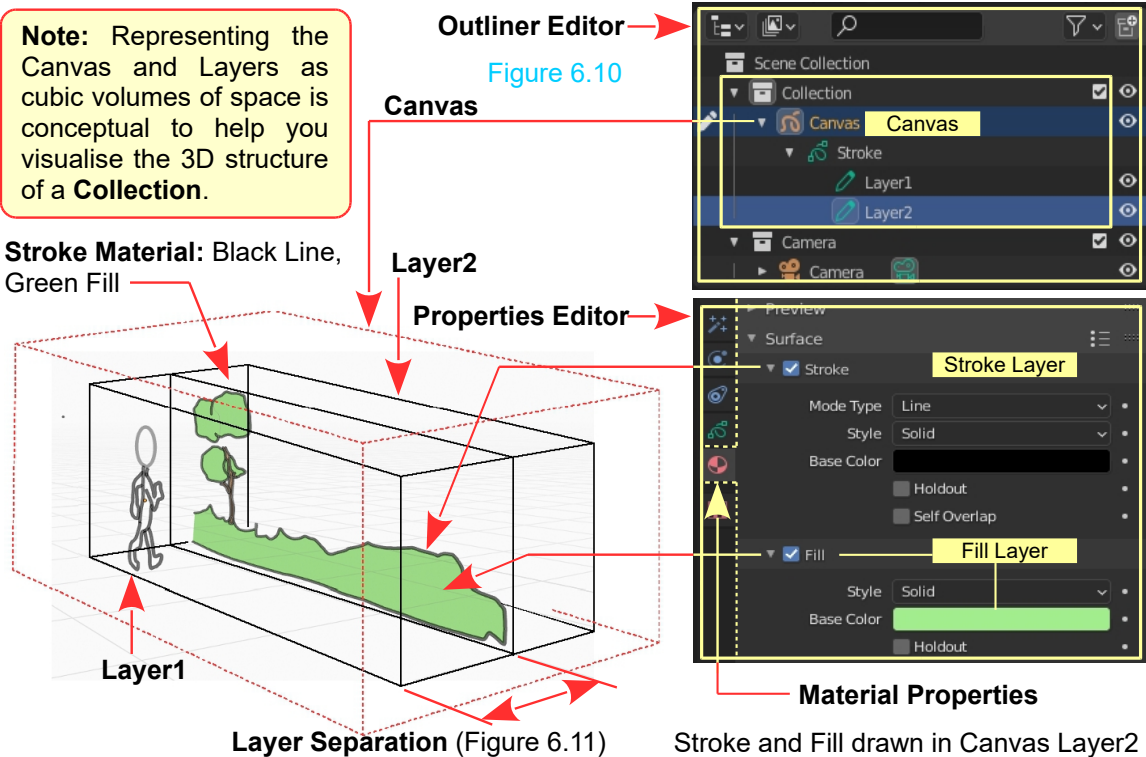 Note: Representing the
Canvas and Layers as
cubic volumes of space is
conceptual to help you
visualise the 3D structure
of a Collection.
Outliner Editor
Figure 6.10
Canvas
Scene Collection
Collection
Canvas
Canvas
Stroke
Layer1
Layer2
Camera
Camera
Stroke Material: Black Line,
Green Fill
Layer2
Properties Editor
Preview
Surface
Stroke
Stroke Layer
Mode Type Line
Style Solid
Base Color
Holdout
Self Overlap
Fill
Fill Layer
Style Solid
Base Color
Holdout
Layer1
Material Properties
Layer Separation (Figure 6.11)
Stroke and Fill drawn in Canvas Layer2